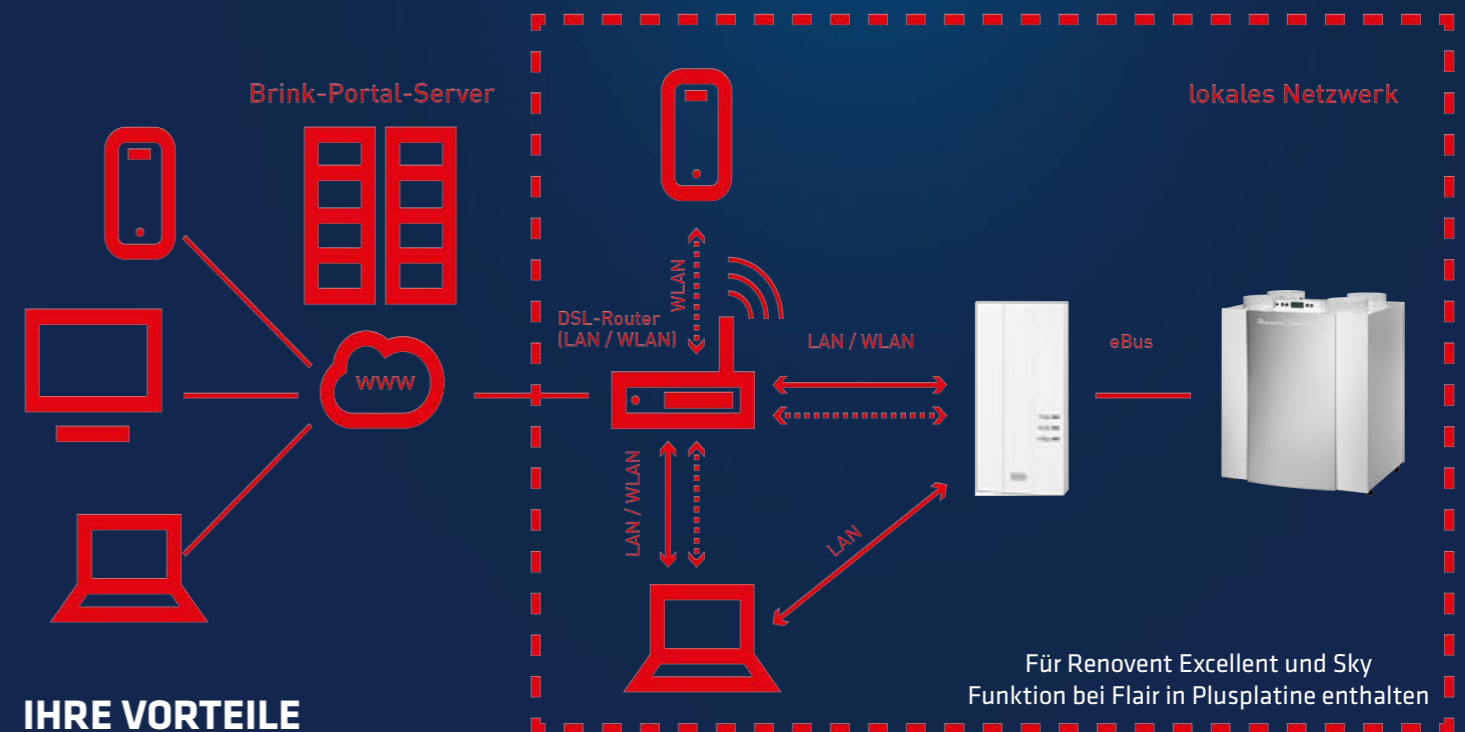 Brink-Portal-Server
lokales Netzwerk
WLAN
DSL-Router
(LAN / WLAN)
LAN / WLAN
eBus
www
LAN / WLAN
LAN
Für Renovent Excellent und Sky
Funktion bei Flair in Plusplatine enthalten
IHRE VORTEILE